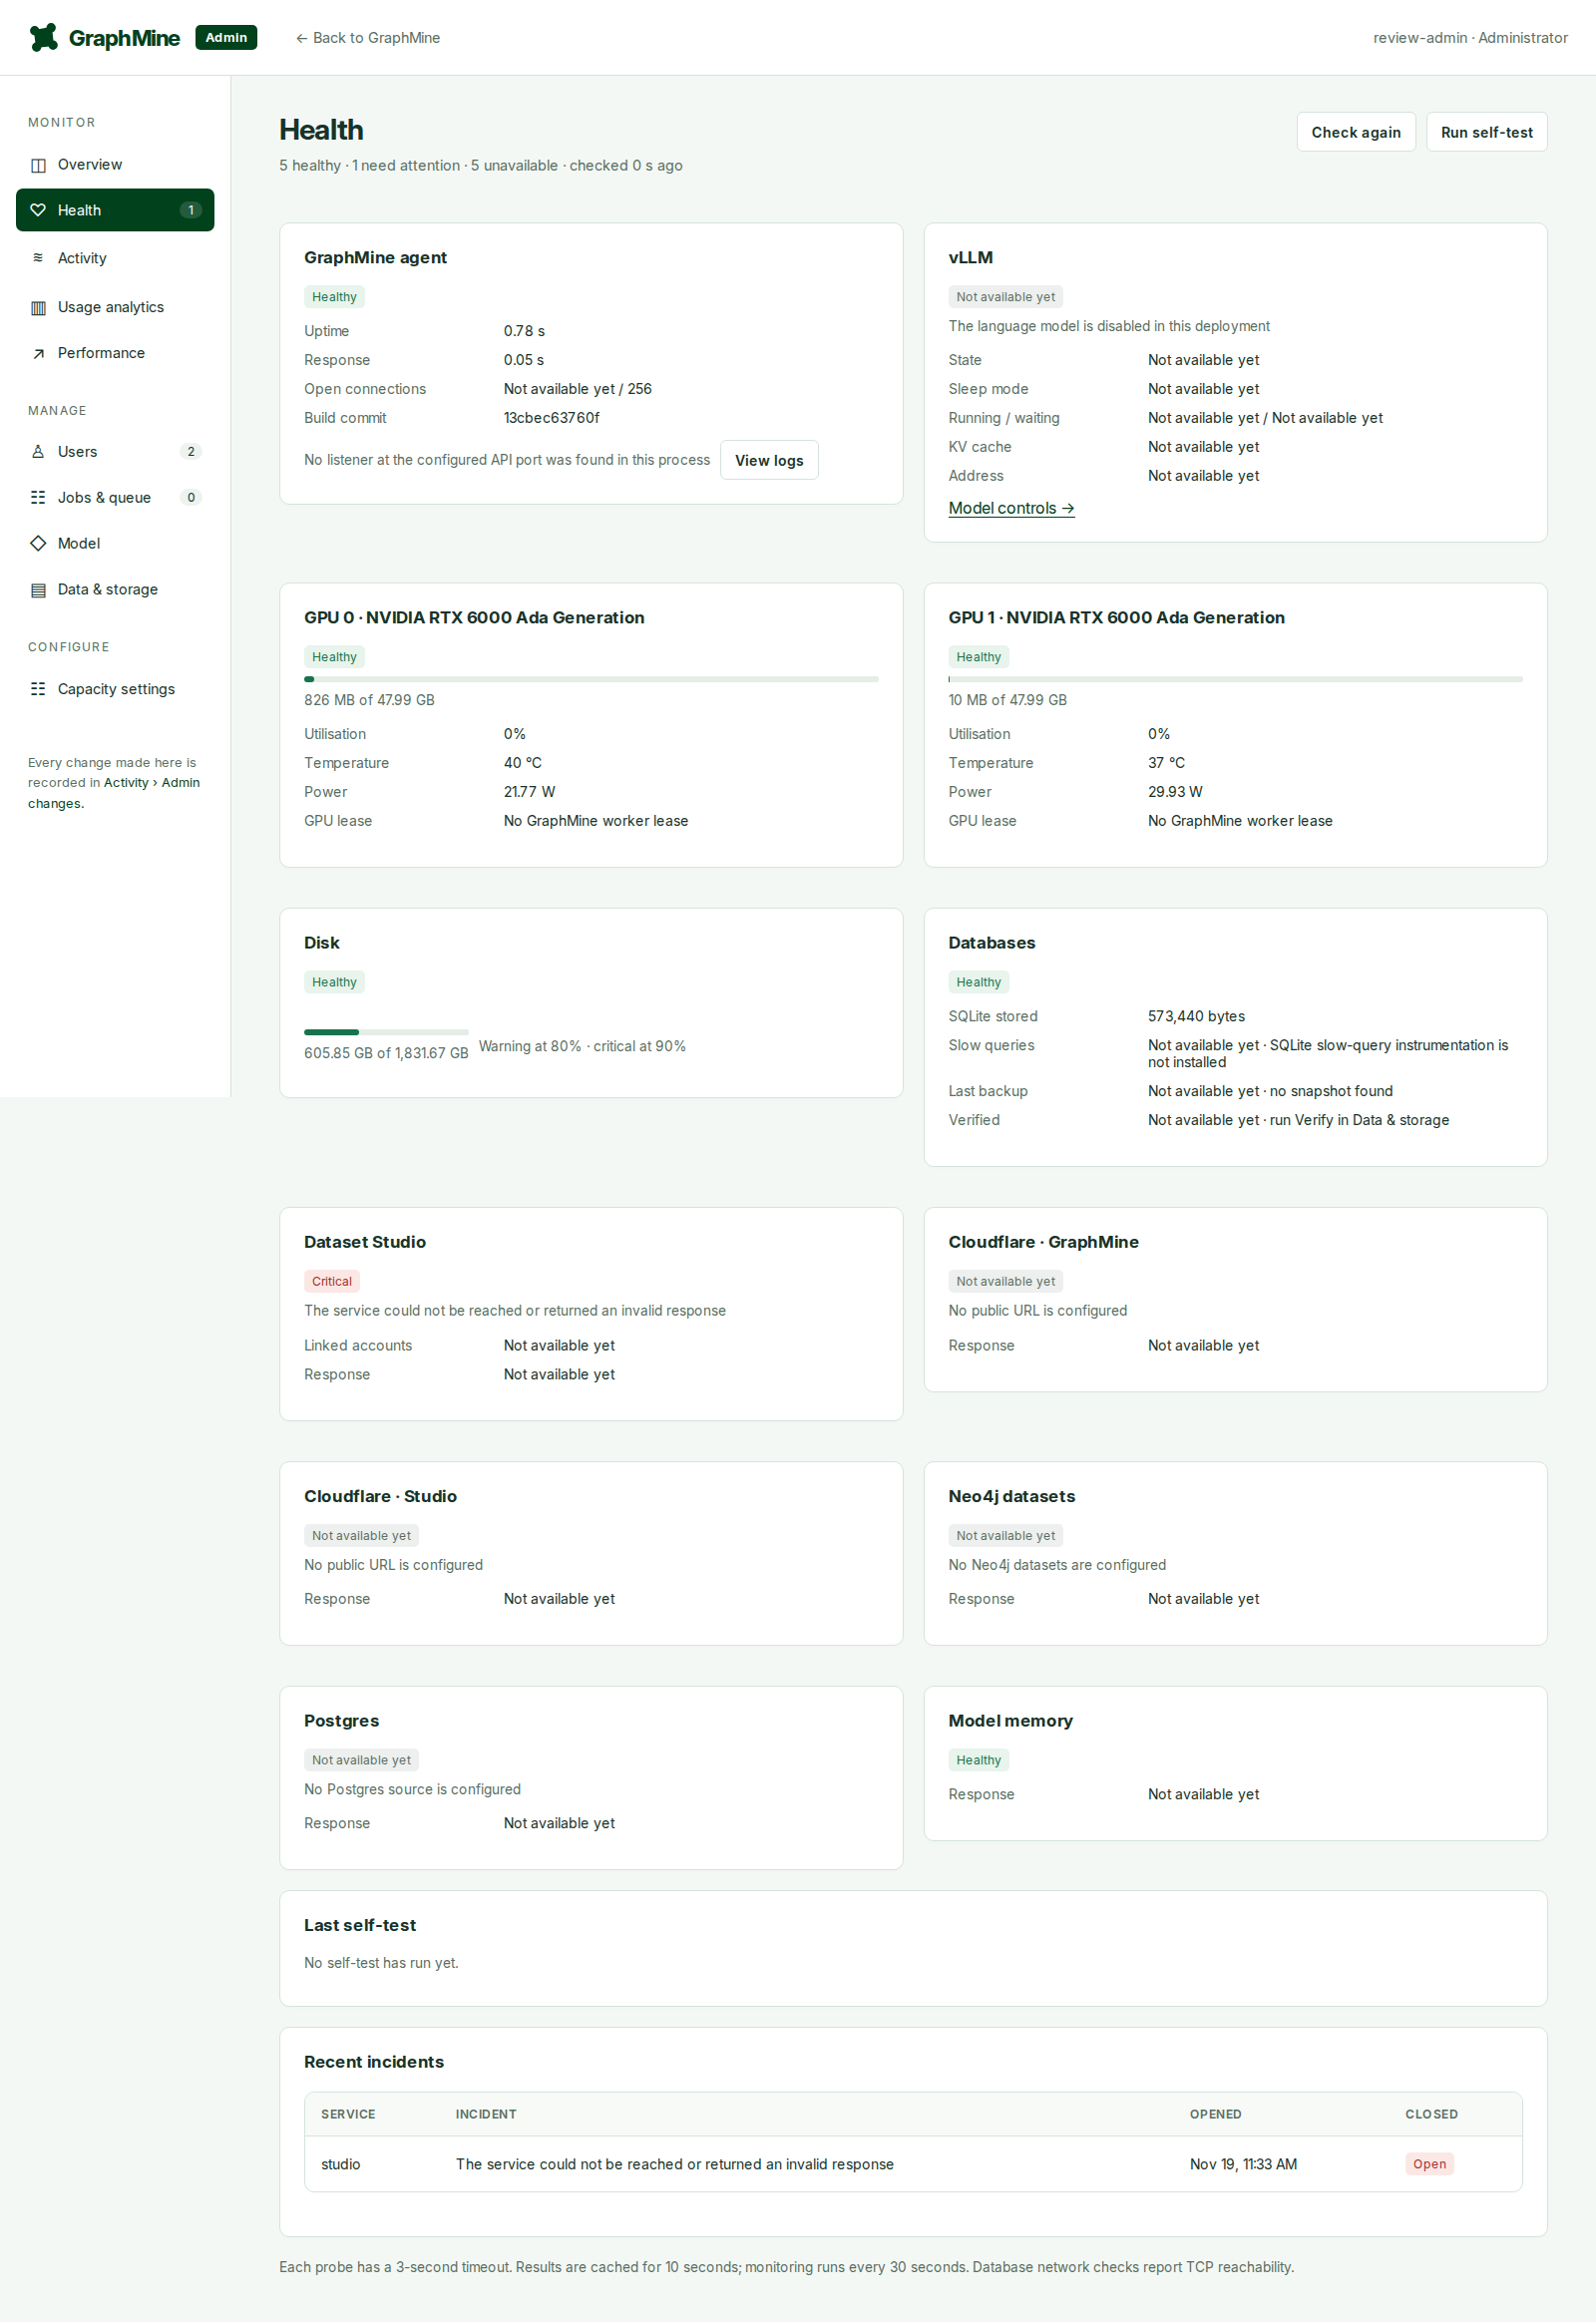 GraphMine Admin ← Back to GraphMine review-admin · Administrator
MONITOR
Overview
Health 1
Activity
Usage analytics
Performance
MANAGE
Users 2
Jobs & queue 0
Model
Data & storage
CONFIGURE
Capacity settings
Every change made here is
recorded in Activity › Admin
changes.
Health
5 healthy · 1 need attention · 5 unavailable · checked 0 s ago
Check again Run self-test
GraphMine agent
Healthy
Uptime 0.78 s
Response 0.05 s
Open connections Not available yet / 256
Build commit 13cbec63760f
No listener at the configured API port was found in this process View logs
vLLM
Not available yet
The language model is disabled in this deployment
State Not available yet
Sleep mode Not available yet
Running / waiting Not available yet / Not available yet
KV cache Not available yet
Address Not available yet
Model controls →
GPU 0 · NVIDIA RTX 6000 Ada Generation
Healthy
826 MB of 47.99 GB
Utilisation 0%
Temperature 40 °C
Power 21.77 W
GPU lease No GraphMine worker lease
GPU 1 · NVIDIA RTX 6000 Ada Generation
Healthy
10 MB of 47.99 GB
Utilisation 0%
Temperature 37 °C
Power 29.93 W
GPU lease No GraphMine worker lease
Disk
Healthy
605.85 GB of 1,831.67 GB Warning at 80% · critical at 90%
Databases
Healthy
SQLite stored 573,440 bytes
Slow queries Not available yet · SQLite slow-query instrumentation is
not installed
Last backup Not available yet · no snapshot found
Verified Not available yet · run Verify in Data & storage
Dataset Studio
Critical
The service could not be reached or returned an invalid response
Linked accounts Not available yet
Response Not available yet
Cloudflare · GraphMine
Not available yet
No public URL is configured
Response Not available yet
Cloudflare · Studio
Not available yet
No public URL is configured
Response Not available yet
Neo4j datasets
Not available yet
No Neo4j datasets are configured
Response Not available yet
Postgres
Not available yet
No Postgres source is configured
Response Not available yet
Model memory
Healthy
Response Not available yet
Last self-test
No self-test has run yet.
Recent incidents
SERVICE INCIDENT OPENED CLOSED
studio The service could not be reached or returned an invalid response Nov 19, 11:33 AM Open
Each probe has a 3-second timeout. Results are cached for 10 seconds; monitoring runs every 30 seconds. Database network checks report TCP reachability.